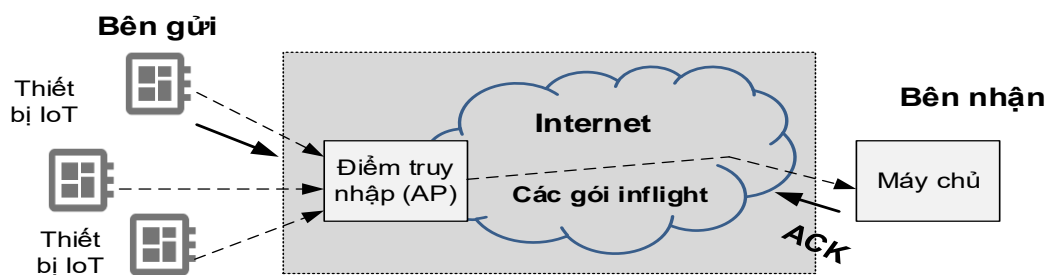 Bên gửi
Thiết
bị IoT
Thiết
bị IoT
Điểm truy
nhập (AP)
Internet
Các gói inflight
ACK
Bên nhận
Máy chủ